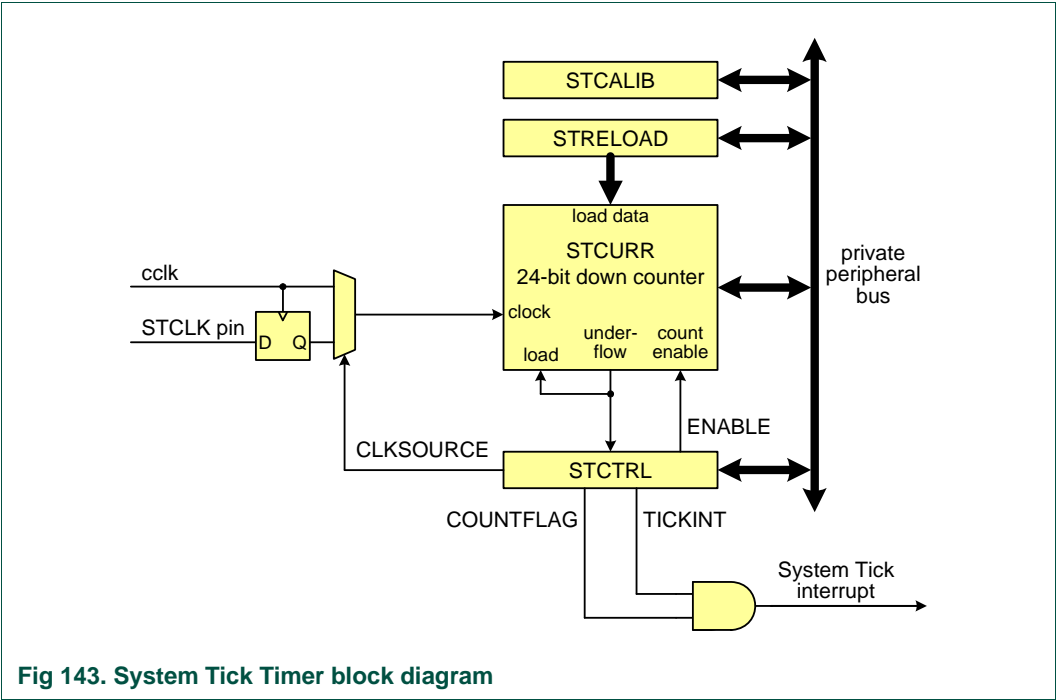 STCALIB
STRELOAD
load data
STCURR
24-bit down counter
private
peripheral
bus
cclk
clock
STCLK pin
D Q
under-
flow
count
enable
load
ENABLE
CLKSOURCE
STCTRL
COUNTFLAG
TICKINT
System Tick
interrupt
Fig 143. System Tick Timer block diagram